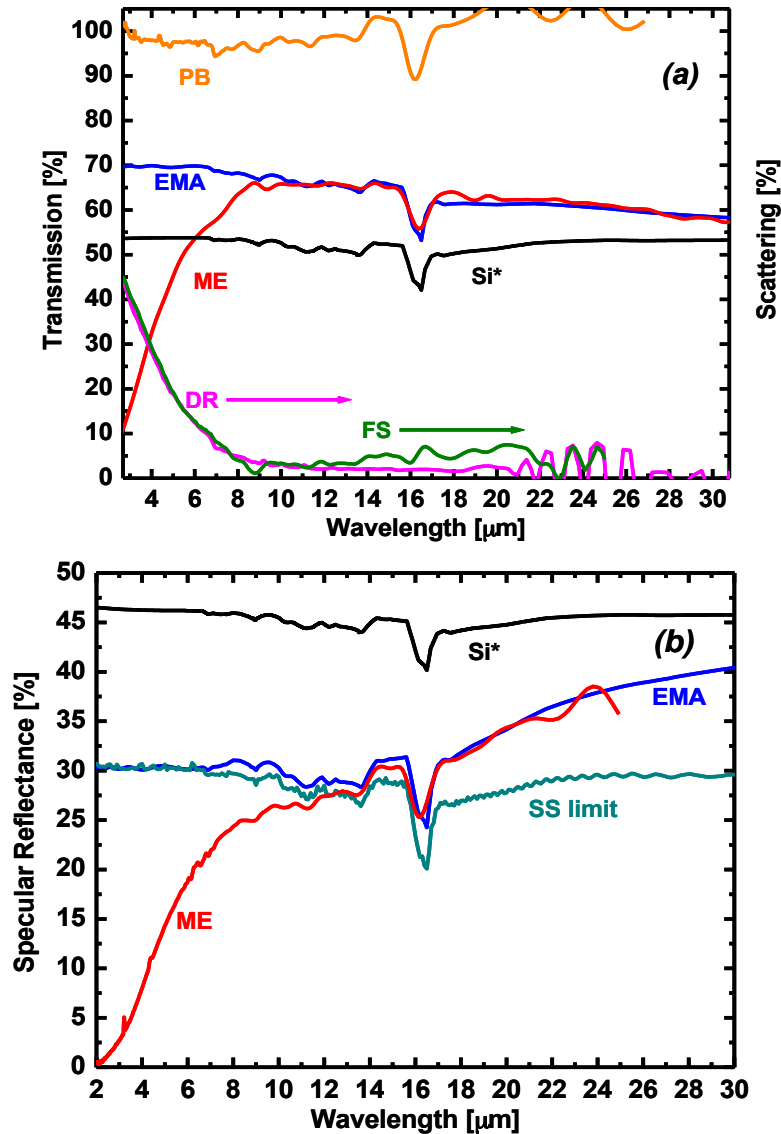 100
90
80
70
60
50
40
30
20
10
0
Transmission [%]
Scattering [%]
PB
(a)
EMA
ME
Si*
DR
FS
4 6 8 10 12 14 16 18 20 22 24 26 28 30
Wavelength [μm]
50
45
40
35
30
25
20
15
10
5
0
Specular Reflectance [%]
(b)
Si*
EMA
SS limit
ME
2 4 6 8 10 12 14 16 18 20 22 24 26 28 30
Wavelength [μm]